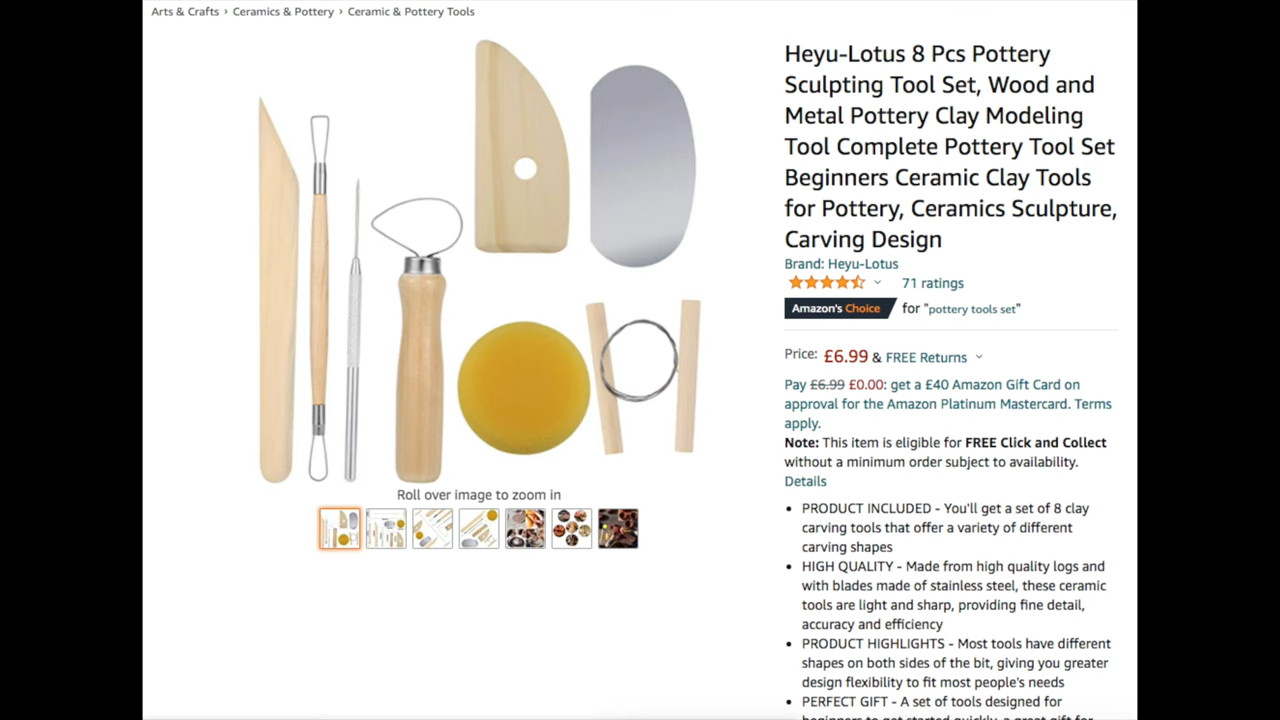 Arts & Crafts › Ceramics & Pottery › Ceramic & Pottery Tools
Heyu-Lotus 8 Pcs Pottery
Sculpting Tool Set, Wood and
Metal Pottery Clay Modeling
Tool Complete Pottery Tool Set
Beginners Ceramic Clay Tools
for Pottery, Ceramics Sculpture,
Carving Design
Brand: Heyu-Lotus
71 ratings
Amazon's Choice for "pottery tools set"
Price: £6.99 & FREE Returns
Pay £6.99 £0.00: get a £40 Amazon Gift Card on
approval for the Amazon Platinum Mastercard. Terms
apply.
Note: This item is eligible for FREE Click and Collect
without a minimum order subject to availability.
Details
Roll over image to zoom in
• PRODUCT INCLUDED - You'll get a set of 8 clay
carving tools that offer a variety of different
carving shapes
• HIGH QUALITY - Made from high quality logs and
with blades made of stainless steel, these ceramic
tools are light and sharp, providing fine detail,
accuracy and efficiency
• PRODUCT HIGHLIGHTS - Most tools have different
shapes on both sides of the bit, giving you greater
design flexibility to fit most people's needs
• PERFECT GIFT - A set of tools designed for
beginners to get started quickly, a great gift for